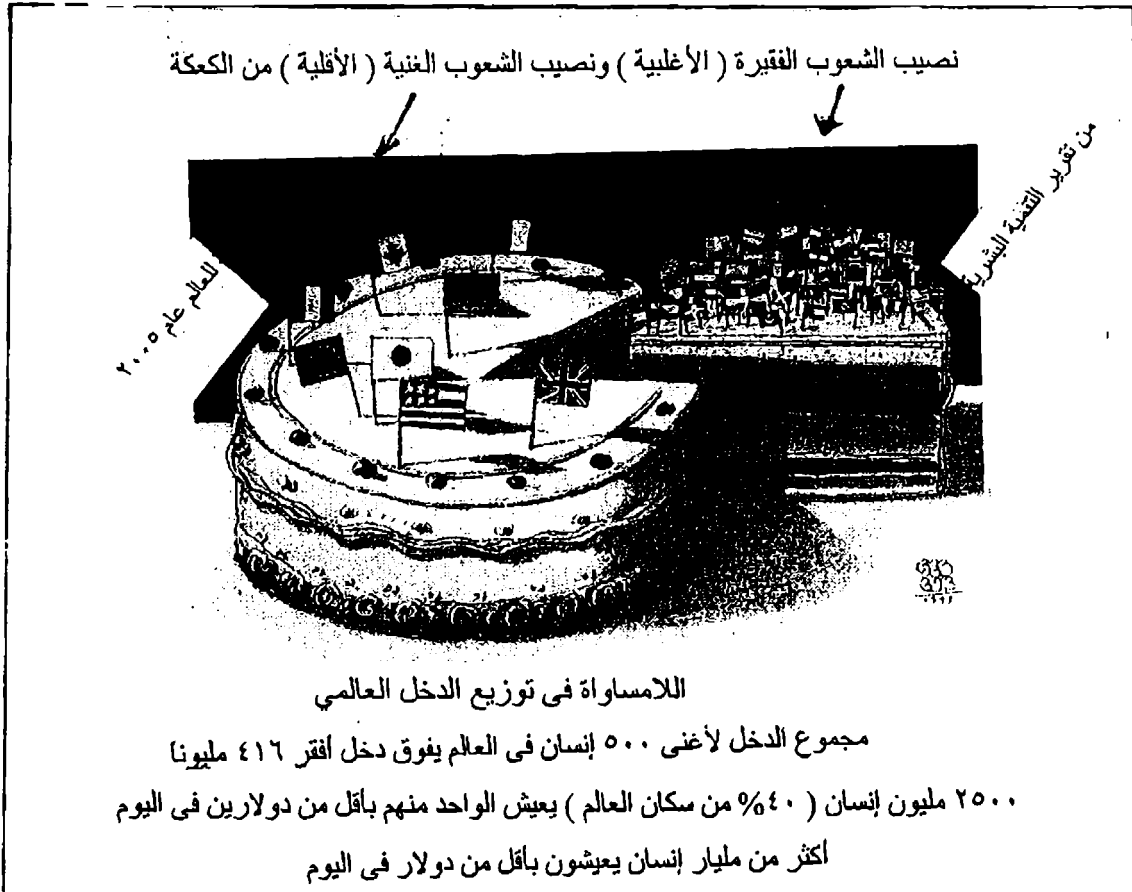 نصيب الشعوب الفقيرة ( الأغلبية ) ونصيب الشعوب الغنية ( الأقلية ) من الكعكة
من تقرير التقمية البشرية
للعالم عام ٢٠٠٥
اللامساواة فى توزيع الدخل العالمي
مجموع الدخل لأغنى ٥٠٠ إنسان فى العالم يفوق دخل أفقر ٤١٦ مليونا
٢٥٠٠ مليون إنسان ( ٤٠% من سكان العالم ) يعيش الواحد منهم بأقل من دولارين فى اليوم
أكثر من مليار إنسان يعيشون بأقل من دولار فى اليوم